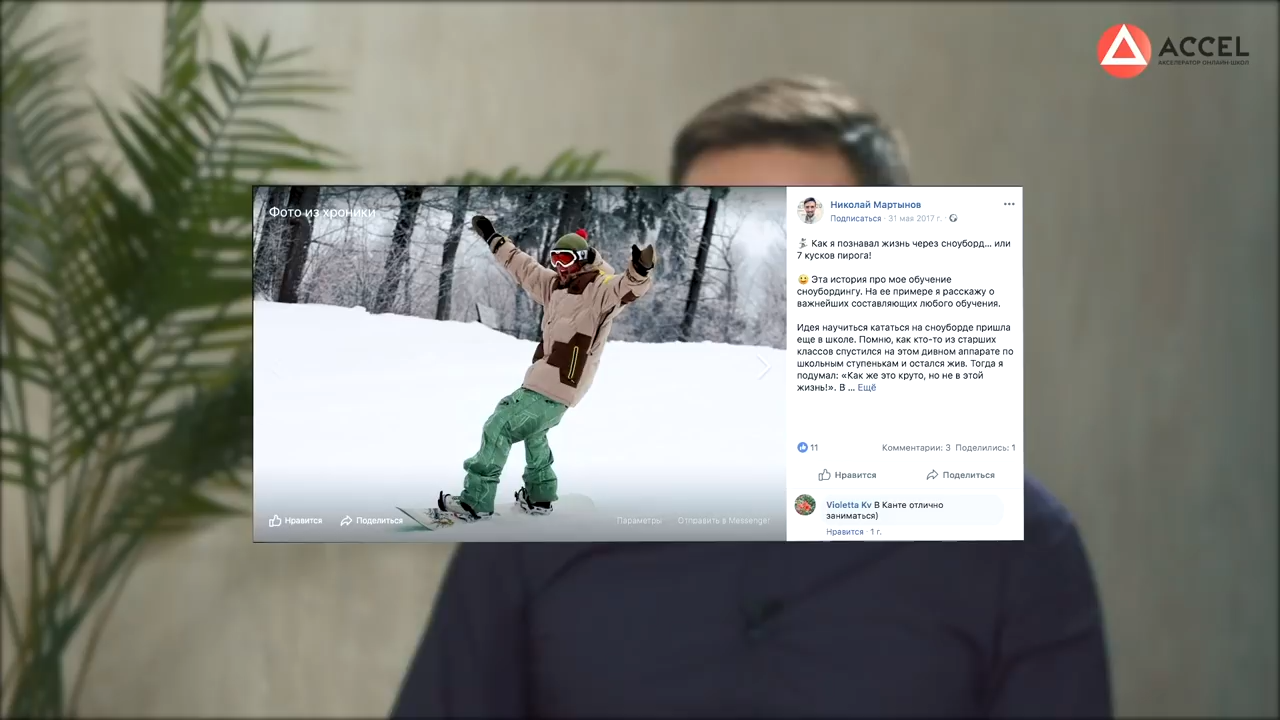 ACCEL
АКСЕЛЕРАТОР ОНЛАЙН-ШКОЛ
Фото из хроники
Николай Мартынов
Подписаться · 31 мая 2017 г. ·
Как я познавал жизнь через сноуборд... или
7 кусков пирога!
Эта история про мое обучение
сноубордингу. На ее примере я расскажу о
важнейших составляющих любого обучения.
Идея научиться кататься на сноуборде пришла
еще в школе. Помню, как кто-то из старших
классов спустился на этом дивном аппарате по
школьным ступенькам и остался жив. Тогда я
подумал: «Как же это круто, но не в этой
жизнь!». В ... Ещё
11
Комментарии: 3 Поделились: 1
Нравится Поделиться
Violetta Kv В Канте отлично
заниматься)
Нравится · 1 г.
Нравится Поделиться
Параметры Отправить в Messenger